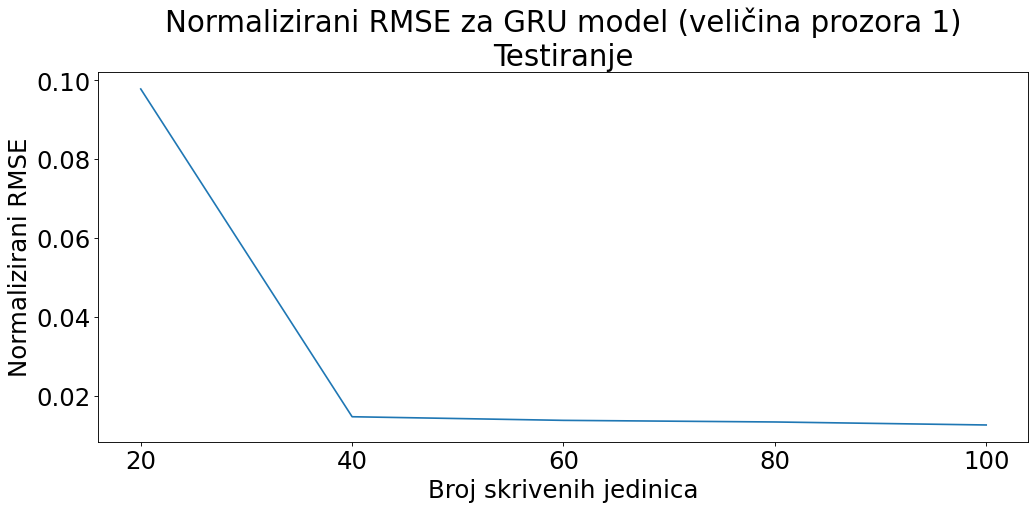 Normalizirani RMSE za GRU model (veličina prozora 1)
Testiranje
Normalizirani RMSE
0.10
0.08
0.06
0.04
0.02
20 40 60 80 100
Broj skrivenih jedinica